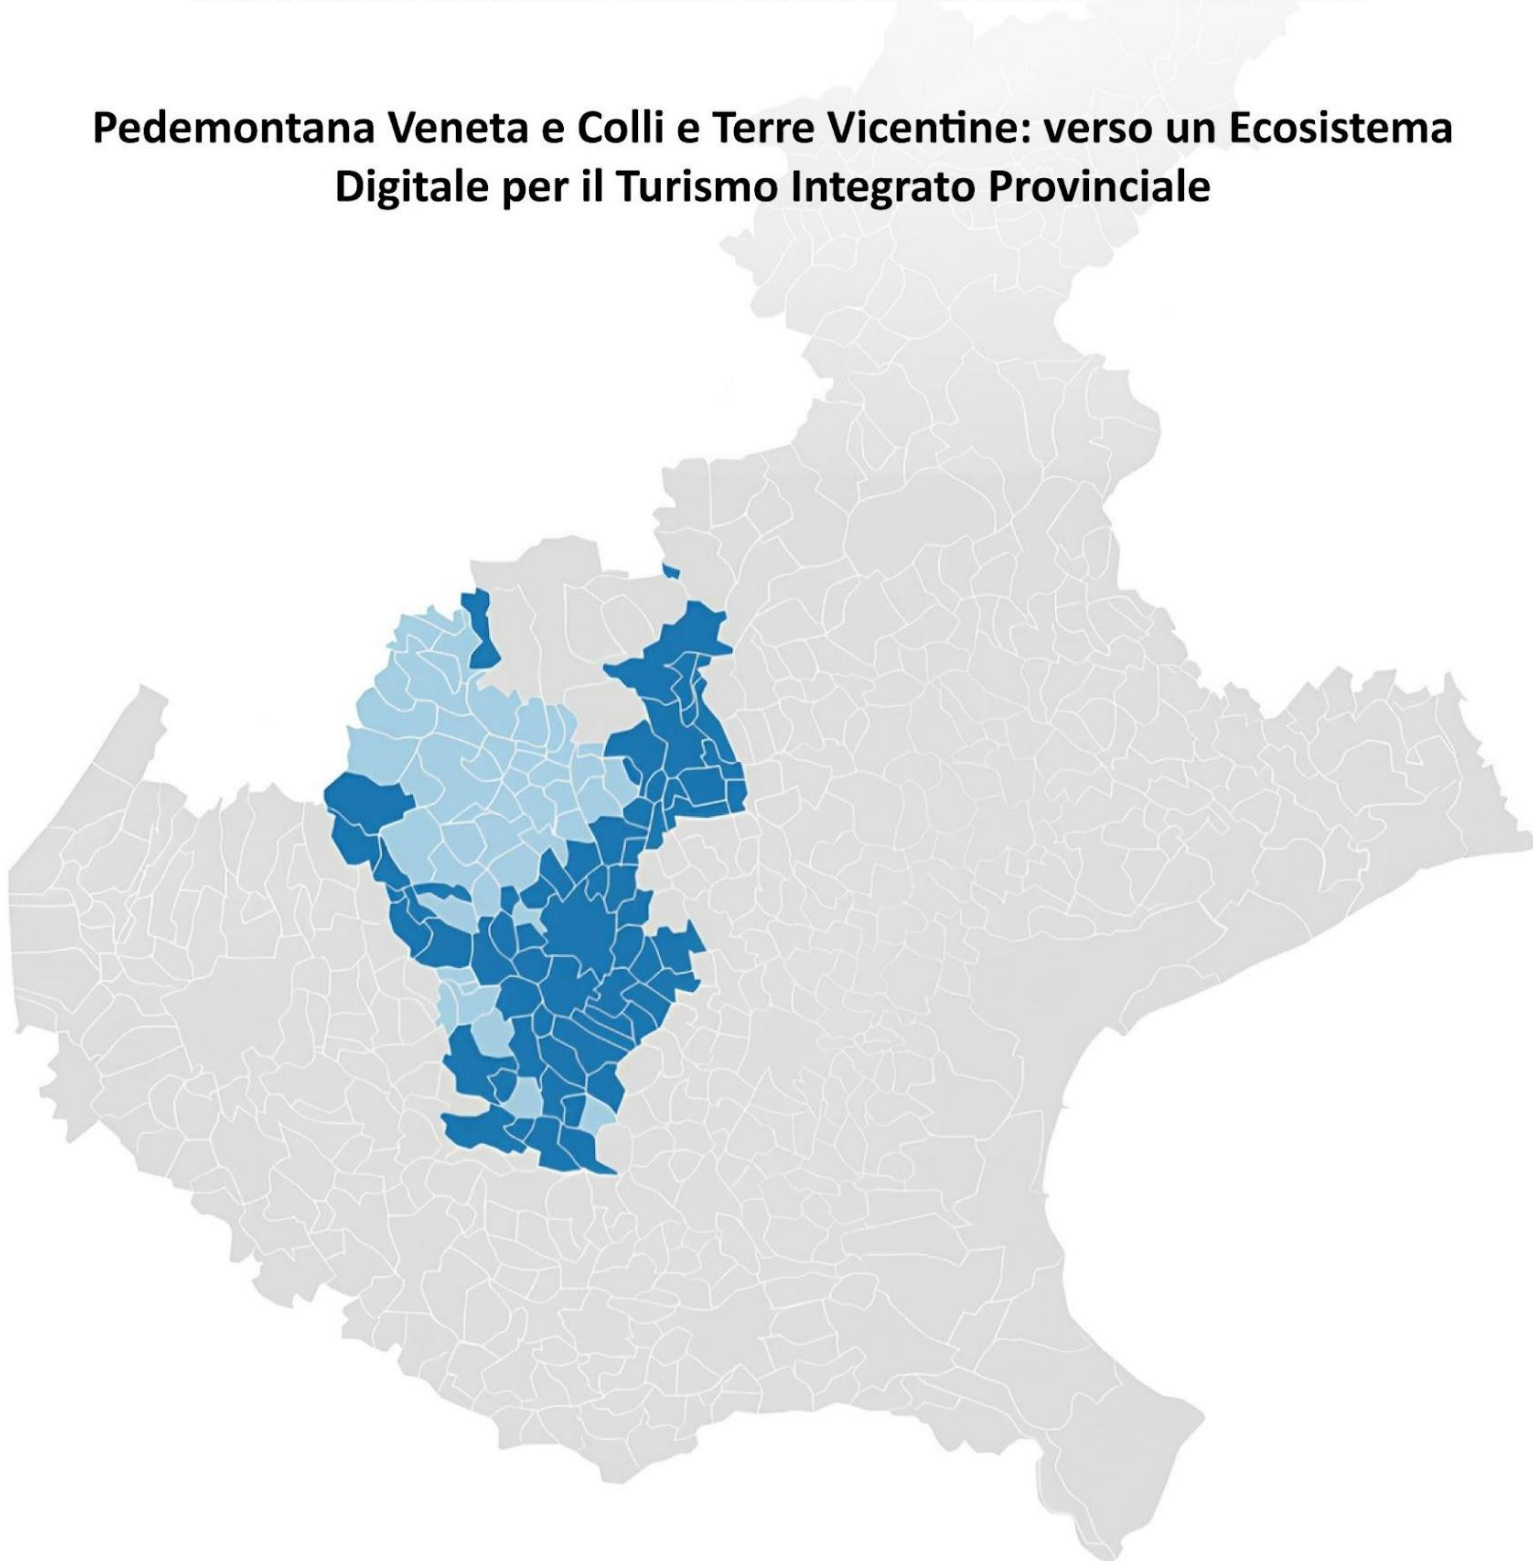 Pedemontana Veneta e Colli e Terre Vicentine: verso un Ecosistema
Digitale per il Turismo Integrato Provinciale